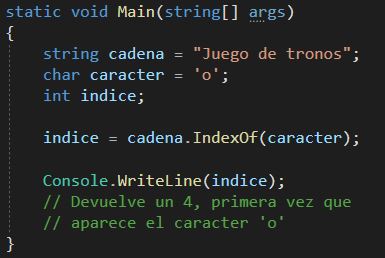 static void Main(string[] args)
{
string cadena = "Juego de tronos";
char caracter = 'o';
int indice;
indice = cadena.IndexOf(caracter);
Console.WriteLine(indice);
// Devuelve un 4, primera vez que
// aparece el caracter 'o'
}